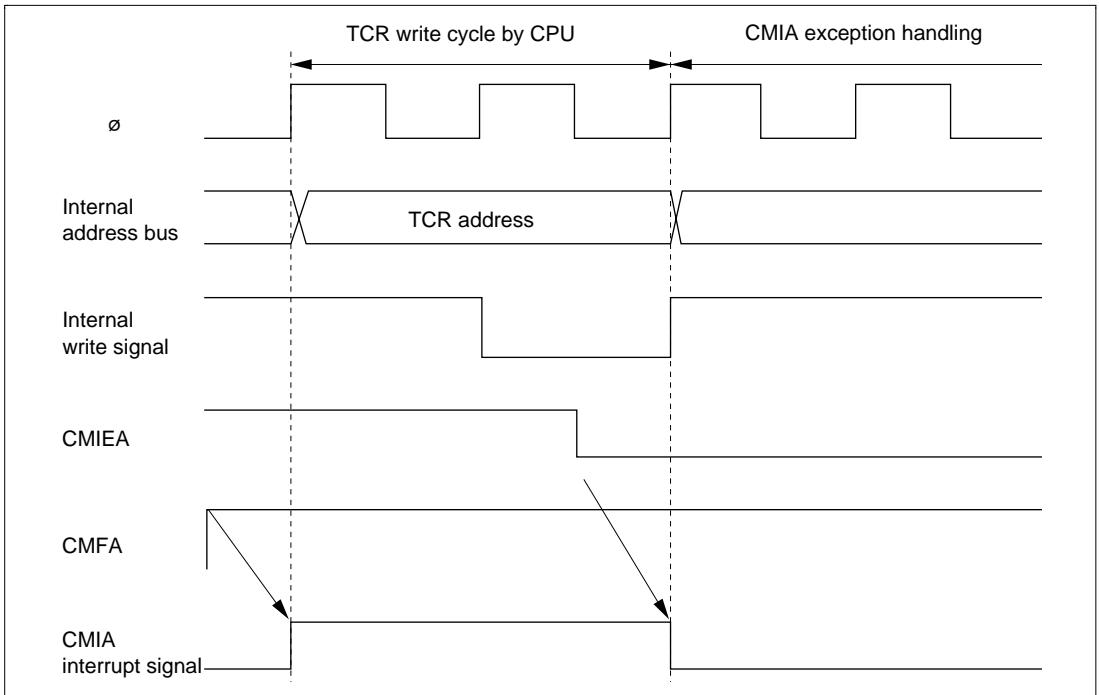 TCR write cycle by CPU
CMIA exception handling
ø
Internal
address bus
TCR address
Internal
write signal
CMIEA
CMFA
CMIA
interrupt signal